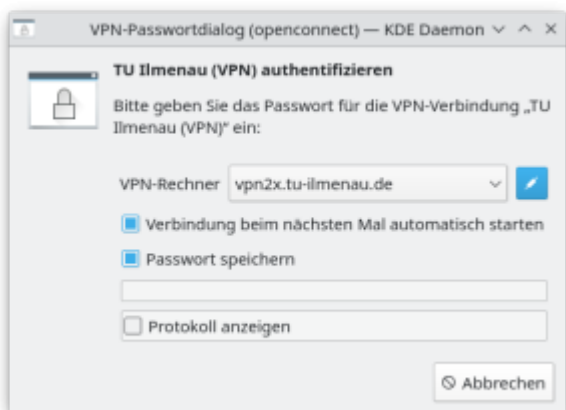 VPN-Passwortdialog (openconnect) — KDE Daemon
TU Ilmenau (VPN) authentifizieren
Bitte geben Sie das Passwort für die VPN-Verbindung „TU
Ilmenau (VPN)“ ein:
VPN-Rechner vpn2x.tu-ilmenau.de
Verbindung beim nächsten Mal automatisch starten
Passwort speichern
Protokoll anzeigen
Abbrechen